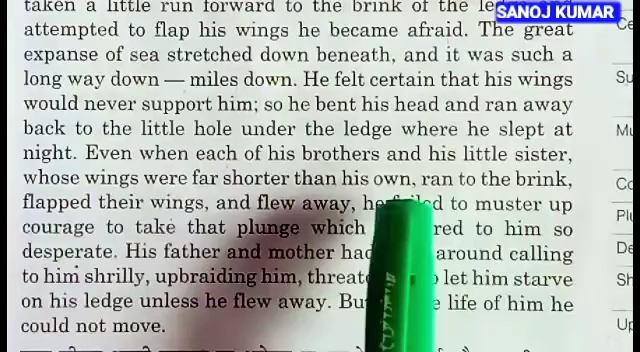 taken a little run forward to the brink of the
SANOJ KUMAR
attempted to flap his wings he became afraid. The great
expanse of sea stretched down beneath, and it was such a
long way down — miles down. He felt certain that his wings
would never support him; so he bent his head and ran away
back to the little hole under the ledge where he slept at
night. Even when each of his brothers and his little sister,
whose wings were far shorter than his own, ran to the brink,
flapped their wings, and flew away, he to muster up
courage to take that plunge which to him so
desperate. His father and mother had around calling
to him shrilly, upbraiding him, let him starve
on his ledge unless he flew away. life of him he
could not move.